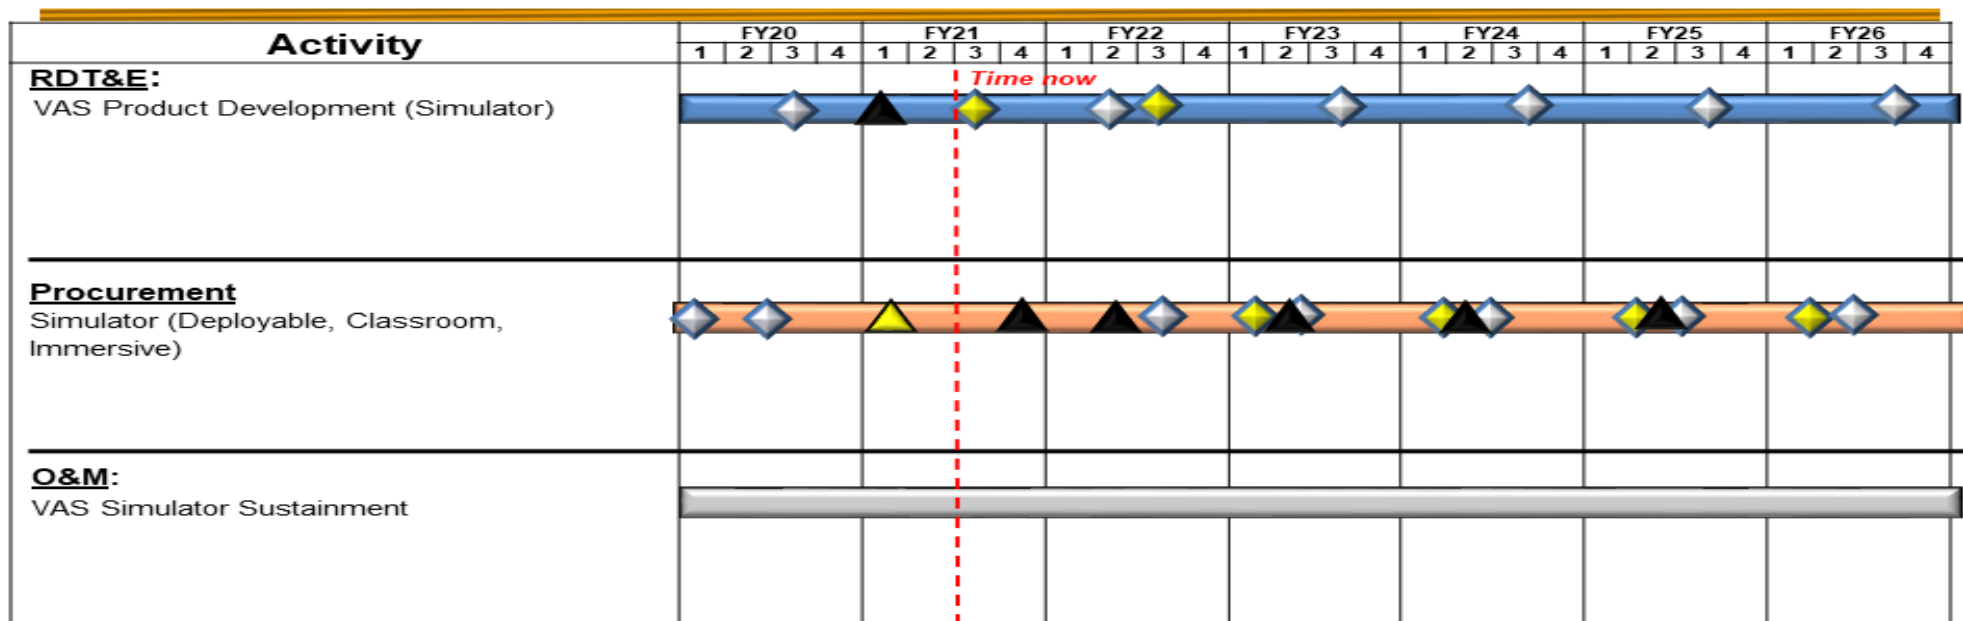 Activity
FY20 FY21 FY22 FY23 FY24 FY25 FY26
1 2 3 4 1 2 3 4 1 2 3 4 1 2 3 4 1 2 3 4 1 2 3 4 1 2 3 4
RDT&E:
Time now
VAS Product Development (Simulator)
Procurement
Simulator (Deployable, Classroom,
Immersive)
O&M:
VAS Simulator Sustainment